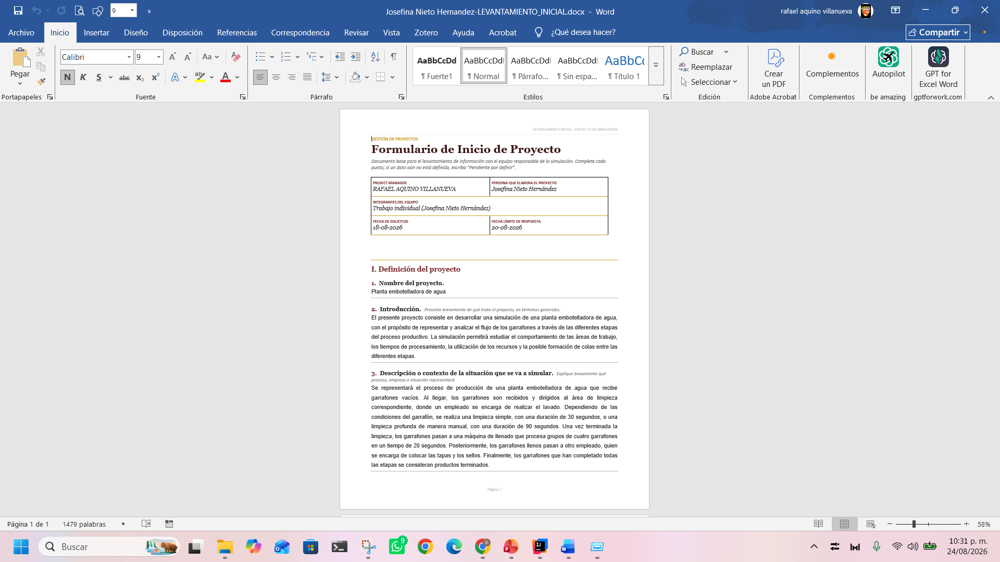 9
Josefina Nieto Hernandez-LEVANTAMIENTO_INICIAL.docx - Word
rafael aquino villanueva
Archivo Inicio Insertar Diseño Disposición Referencias Correspondencia Revisar Vista Zotero Ayuda Acrobat ¿Qué desea hacer? Compartir
Pegar
Portapapeles
Calibri 9 A A Aa A
N K S abc x₂ x² A ab A
Fuente
Párrafo
AaBbCcDd AaBbCcDd AaBbCcDd AaBbCcDd AaBbCc
¶ Fuerte1 ¶ Normal ¶ Párrafo... ¶ Sin espa... ¶ Título 1
Estilos
Buscar
Reemplazar
Seleccionar
Edición
Crear
un PDF
Adobe Acrobat
Complementos
Complementos
Autopilot
be amazing
GPT for
Excel Word
gptforwork.com
LEVANTAMIENTO INICIAL · PROYECTO DE SIMULACIÓN
GESTIÓN DE PROYECTOS
Formulario de Inicio de Proyecto
Documento base para el levantamiento de información con el equipo responsable de la simulación. Complete cada
punto; si un dato aún no está definido, escriba “Pendiente por definir”.
PROJECT MANAGER
RAFAEL AQUINO VILLANUEVA
PERSONA QUE ELABORA EL PROYECTO
Josefina Nieto Hernández
INTEGRANTES DEL EQUIPO
Trabajo individual (Josefina Nieto Hernández)
FECHA DE SOLICITUD
18-08-2026
FECHA LÍMITE DE RESPUESTA
20-08-2026
I. Definición del proyecto
1. Nombre del proyecto.
Planta embotelladora de agua
2. Introducción. Presente brevemente de qué trata el proyecto, en términos generales.
El presente proyecto consiste en desarrollar una simulación de una planta embotelladora de agua,
con el propósito de representar y analizar el flujo de los garrafones a través de las diferentes etapas
del proceso productivo. La simulación permitirá estudiar el comportamiento de las áreas de trabajo,
los tiempos de procesamiento, la utilización de los recursos y la posible formación de colas entre las
diferentes etapas.
3. Descripción o contexto de la situación que se va a simular. Explique brevemente qué
proceso, empresa o situación representará.
Se representará el proceso de producción de una planta embotelladora de agua que recibe
garrafones vacíos. Al llegar, los garrafones son recibidos y dirigidos al área de limpieza
correspondiente, donde un empleado se encarga de realizar el lavado. Dependiendo de las
condiciones del garrafón, se realiza una limpieza simple, con una duración de 30 segundos, o una
limpieza profunda de manera manual, con una duración de 90 segundos. Una vez terminada la
limpieza, los garrafones pasan a una máquina de llenado que procesa grupos de cuatro garrafones
en un tiempo de 20 segundos. Posteriormente, los garrafones llenos pasan a otro empleado, quien
se encarga de colocar las tapas y los sellos. Finalmente, los garrafones que han completado todas
las etapas se consideran productos terminados.
Página 1
Página 1 de 1 1479 palabras
58%
Buscar
9
10:31 p. m.
24/08/2026